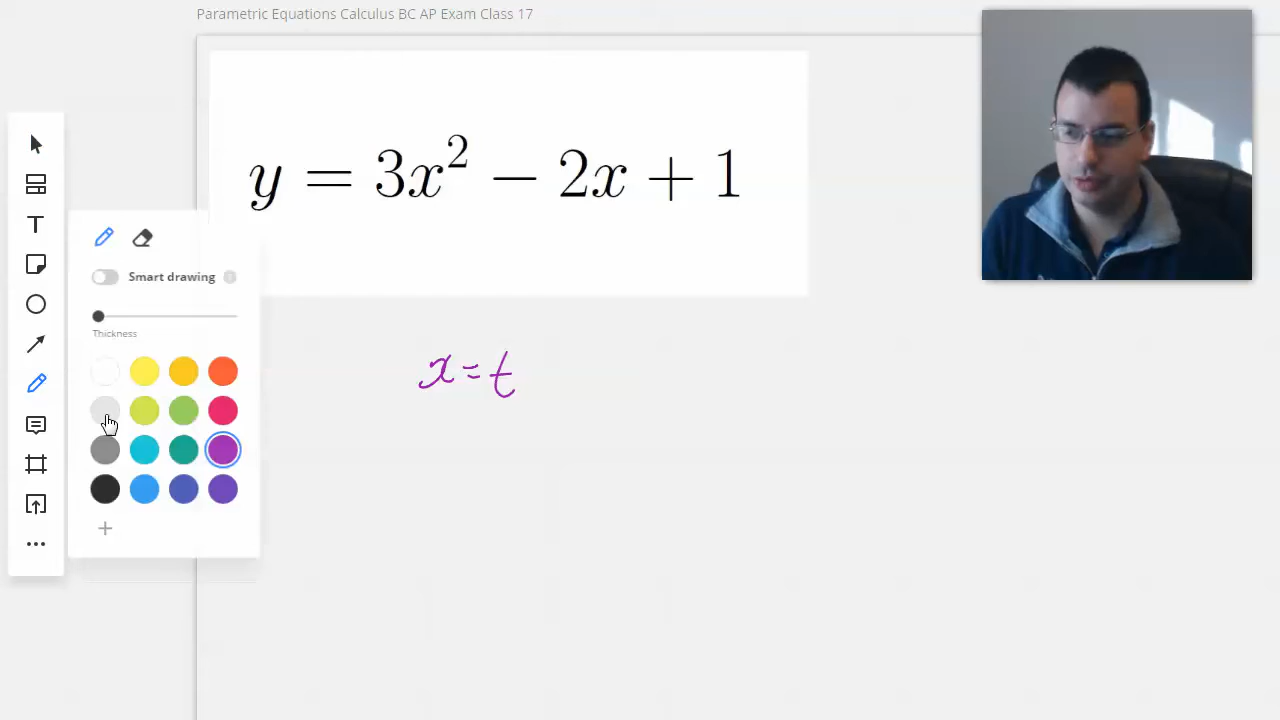 Parametric Equations Calculus BC AP Exam Class 17
y = 3x² − 2x + 1
T
Smart drawing
Thickness
x = t